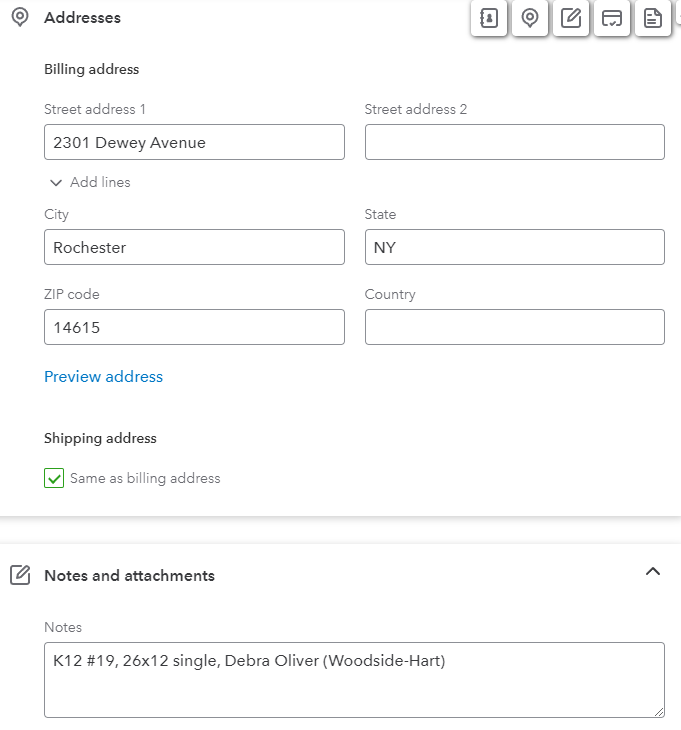 Addresses
Billing address
Street address 1
Street address 2
2301 Dewey Avenue
Add lines
City
State
Rochester
NY
ZIP code
Country
14615
Preview address
Shipping address
Same as billing address
Notes and attachments
Notes
K12 #19, 26x12 single, Debra Oliver (Woodside-Hart)